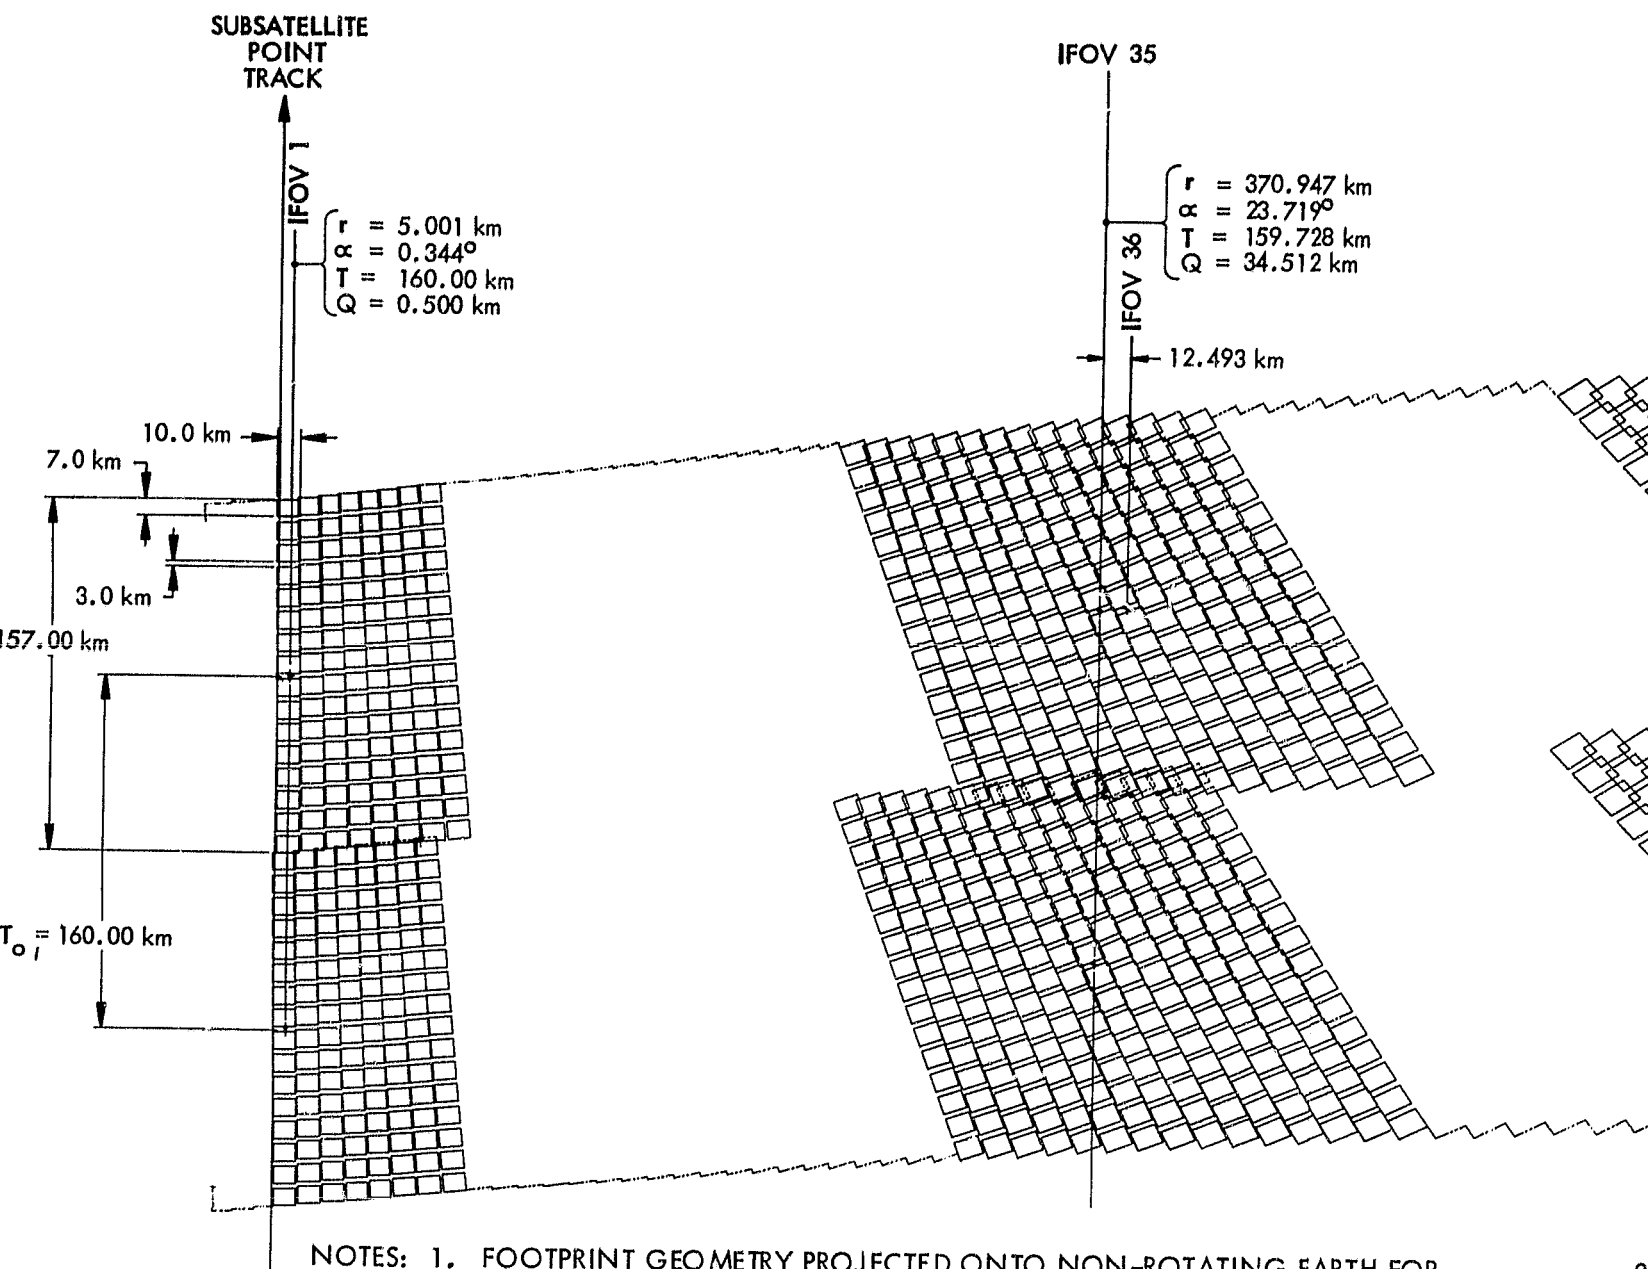 SUBSATELLITE
POINT
TRACK
IFOV 1
r = 5.001 km
∝ = 0.344°
T = 160.00 km
Q = 0.500 km
IFOV 35
r = 370.947 km
∝ = 23.719°
T = 159.728 km
Q = 34.512 km
IFOV 36
12.493 km
10.0 km
7.0 km
3.0 km
157.00 km
T o i = 160.00 km
NOTES: 1. FOOTPRINT GEOMETRY PROJECTED ONTO NON-ROTATING EARTH FOR